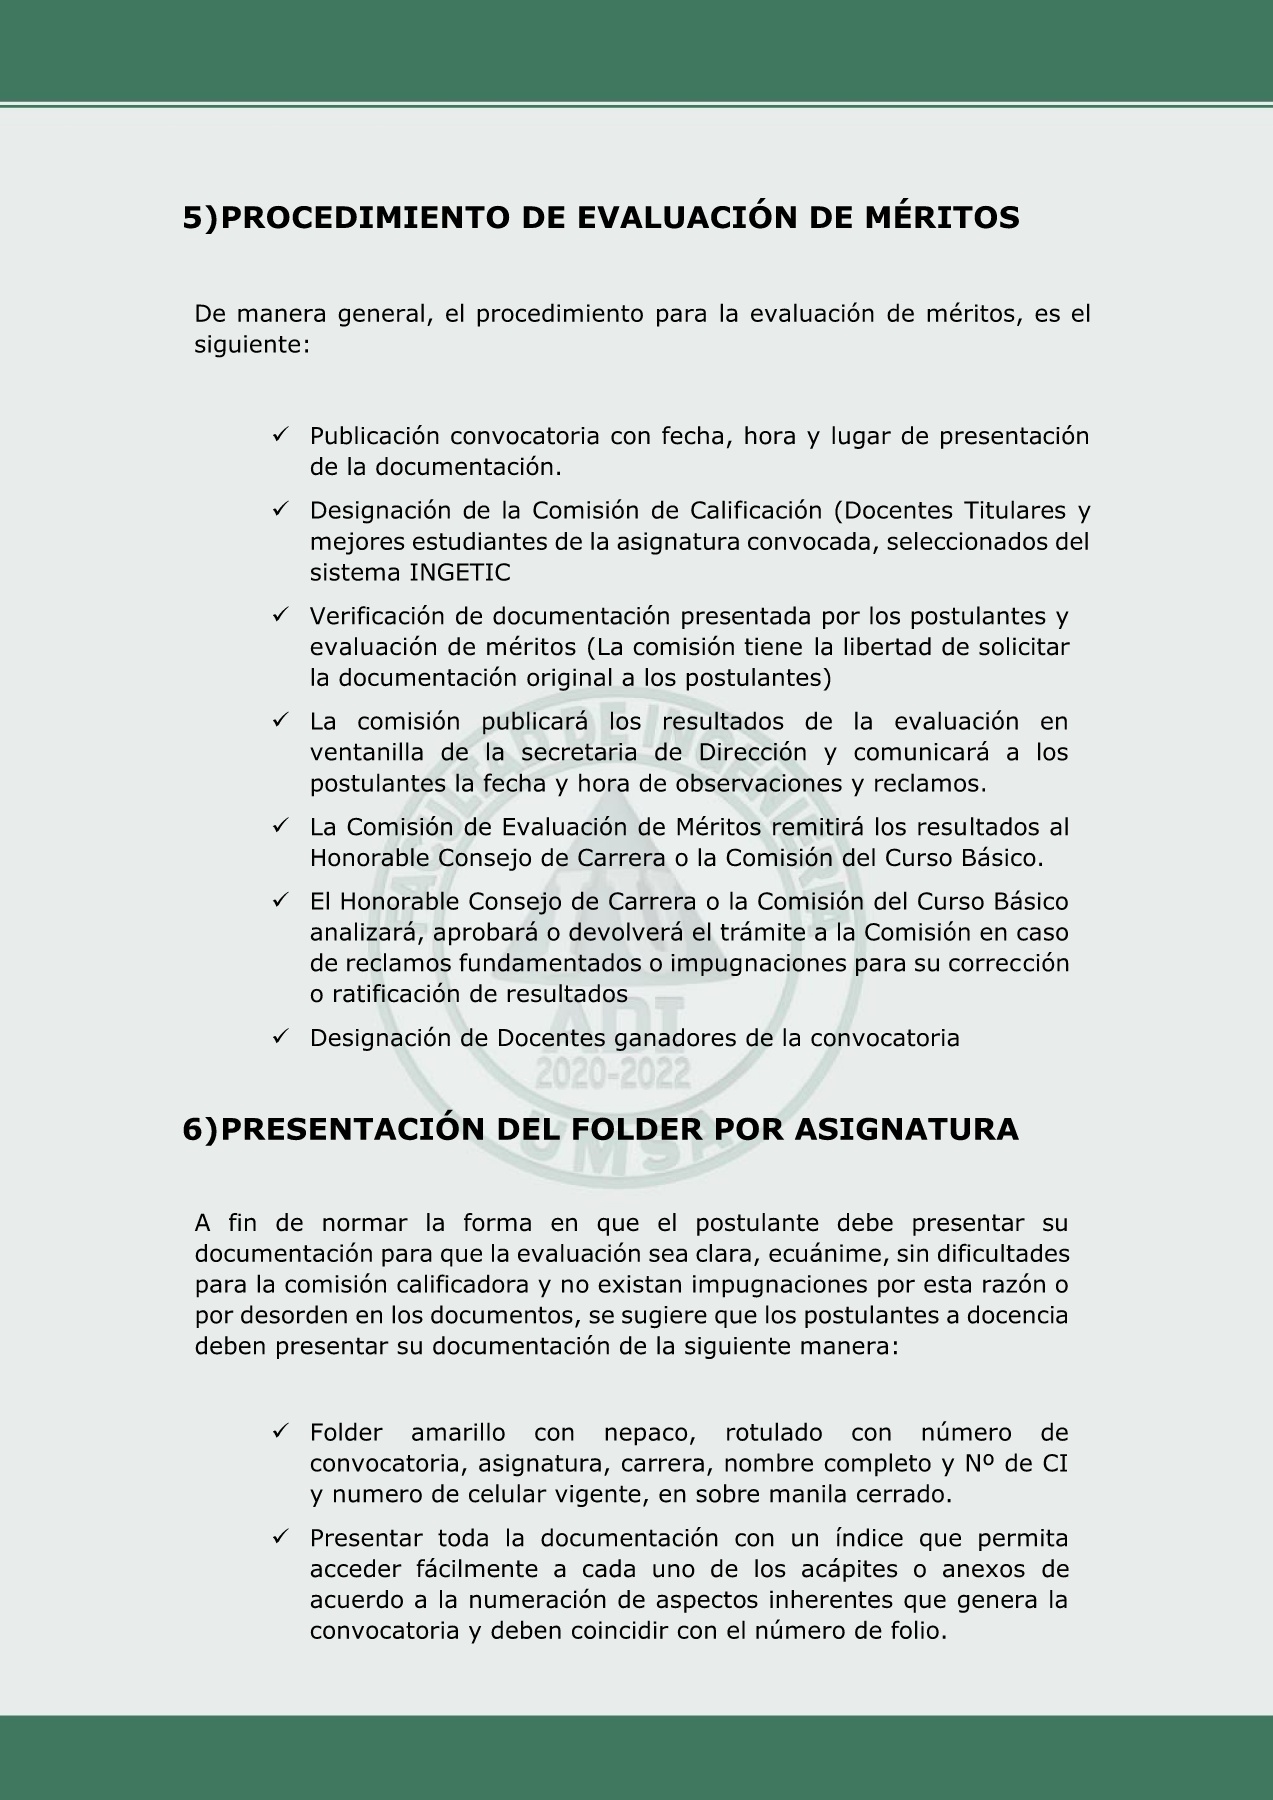 5)PROCEDIMIENTO DE EVALUACIÓN DE MÉRITOS
De manera general, el procedimiento para la evaluación de méritos, es el
siguiente:
✓ Publicación convocatoria con fecha, hora y lugar de presentación
de la documentación.
✓ Designación de la Comisión de Calificación (Docentes Titulares y
mejores estudiantes de la asignatura convocada, seleccionados del
sistema INGETIC
✓ Verificación de documentación presentada por los postulantes y
evaluación de méritos (La comisión tiene la libertad de solicitar
la documentación original a los postulantes)
✓ La comisión publicará los resultados de la evaluación en
ventanilla de la secretaria de Dirección y comunicará a los
postulantes la fecha y hora de observaciones y reclamos.
✓ La Comisión de Evaluación de Méritos remitirá los resultados al
Honorable Consejo de Carrera o la Comisión del Curso Básico.
✓ El Honorable Consejo de Carrera o la Comisión del Curso Básico
analizará, aprobará o devolverá el trámite a la Comisión en caso
de reclamos fundamentados o impugnaciones para su corrección
o ratificación de resultados
✓ Designación de Docentes ganadores de la convocatoria
FACULTAD DE INGENIERIA
ADI
2020-2022
UMSA
6)PRESENTACIÓN DEL FOLDER POR ASIGNATURA
A fin de normar la forma en que el postulante debe presentar su
documentación para que la evaluación sea clara, ecuánime, sin dificultades
para la comisión calificadora y no existan impugnaciones por esta razón o
por desorden en los documentos, se sugiere que los postulantes a docencia
deben presentar su documentación de la siguiente manera:
✓ Folder amarillo con nepaco, rotulado con número de
convocatoria, asignatura, carrera, nombre completo y Nº de CI
y numero de celular vigente, en sobre manila cerrado.
✓ Presentar toda la documentación con un índice que permita
acceder fácilmente a cada uno de los acápites o anexos de
acuerdo a la numeración de aspectos inherentes que genera la
convocatoria y deben coincidir con el número de folio.